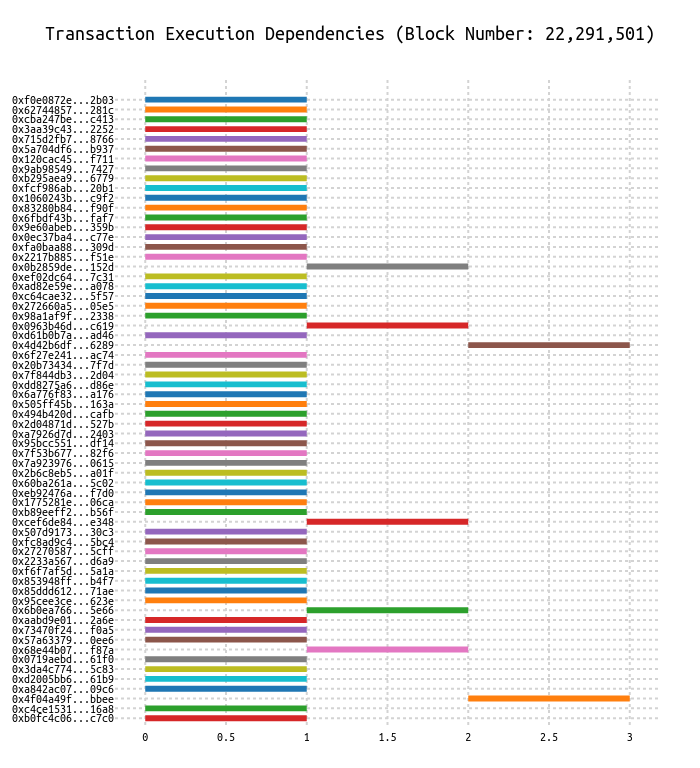 Transaction Execution Dependencies (Block Number: 22,291,501)
0xf0e0872e...2b03
0x62744857...281c
0xcba247be...c413
0x3aa39c43...2252
0x715d2fb7...8766
0x5a704df6...b937
0x120cac45...f711
0x9ab98549...7427
0xb295aea9...6779
0xfcf986ab...20b1
0x1060243b...c9f2
0x83280b84...f90f
0x6fbdf43b...faf7
0x9e60abeb...359b
0x0ec37ba4...c77e
0xfa0baa88...309d
0x2217b885...f51e
0x0b2859de...152d
0xef02dc64...7c31
0xad82e59e...a078
0xc64cae32...5f57
0x272660a5...05e5
0x98a1af9f...2338
0x0963b46d...c619
0xd61b0b7a...ad46
0x4d42b6df...6289
0x6f27e241...ac74
0x20b73434...7f7d
0x7f844db3...2d04
0xdd8275a6...d86e
0x6a776f83...a176
0x505ff45b...163a
0x494b420d...cafb
0x2d04871d...527b
0xa7926d7d...2403
0x95bcc551...df14
0x7f53b677...82f6
0x7a923976...0615
0x2b6c8eb5...a01f
0x60ba261a...5c02
0xeb92476a...f7d0
0x1775281e...06ca
0xb89eeff2...b56f
0xcef6de84...e348
0x507d9173...30c3
0xfc8ad9c4...5bc4
0x27270587...5cff
0x2233a567...d6a9
0xf6f7af5d...5a1a
0x853948ff...b4f7
0x85ddd612...71ae
0x95cee3ce...623e
0x6b0ea766...5e66
0xaabd9e01...2a6e
0x73470f24...f0a5
0x57a63379...0ee6
0x68e44b07...f87a
0x0719aebd...61f0
0x3da4c774...5c83
0xd2005bb6...61b9
0xa842ac07...09c6
0x4f04a49f...bbee
0xc4ce1531...16a8
0xb0fc4c06...c7c0
0 0.5 1 1.5 2 2.5 3